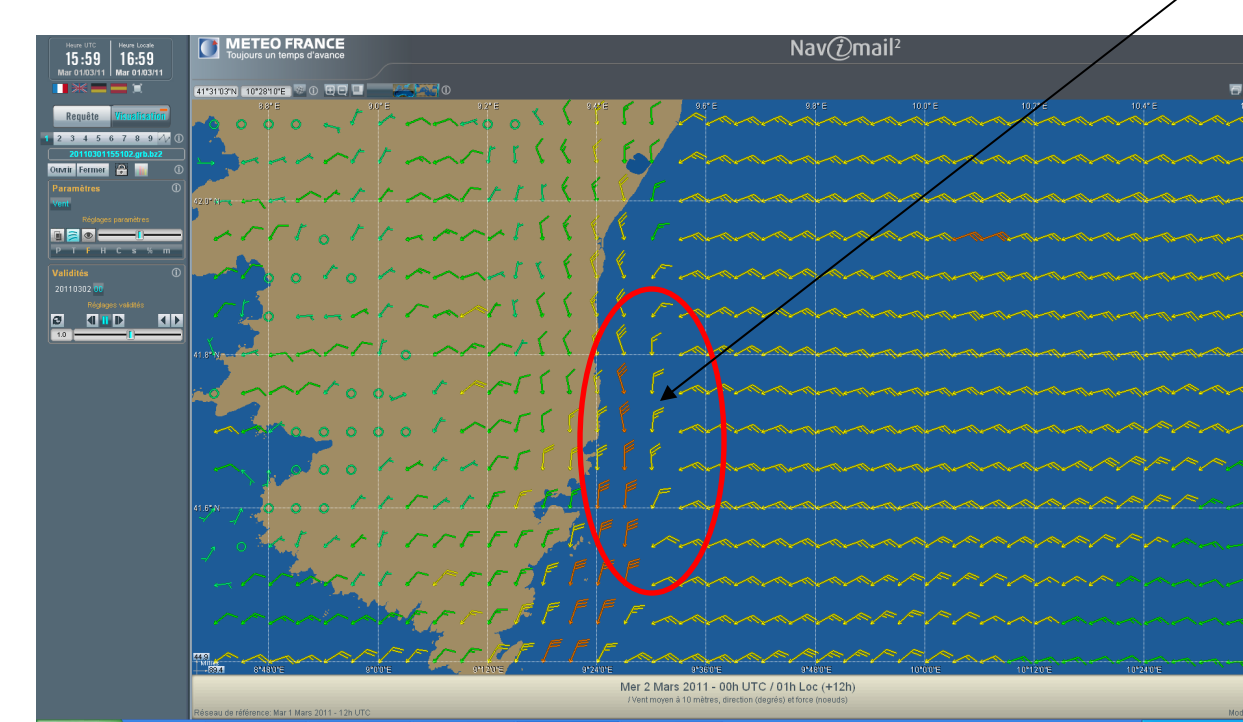 Heure UTC Heure Locale
15:59 16:59
Mar 01/03/11 Mar 01/03/11
METEO FRANCE
Toujours un temps d'avance
Nav(i)mail²
41°31'03"N 10°28'10"E
Requête Visualisation
1 2 3 4 5 6 7 8 9
20110301155102.grb.bz2
Ouvrir Fermer
Paramètres
Vent
Réglages paramètres
P T F H C s % m
Validités
20110302 00
Réglages validités
1.0
8.8° E 9.0° E 9.2° E 9.4° E 9.6° E 9.8° E 10.0° E 10.2° E 10.4° E
42.0° N
41.8° N
41.6° N
44.9
89.4
8°48'0"E 9°0'0"E 9°12'0"E 9°24'0"E 9°36'0"E 9°48'0"E 10°0'0"E 10°12'0"E 10°24'0"E
Mer 2 Mars 2011 - 00h UTC / 01h Loc (+12h)
/ Vent moyen à 10 mètres, direction (degrés) et force (noeuds)
Réseau de référence: Mar 1 Mars 2011 - 12h UTC
Mod